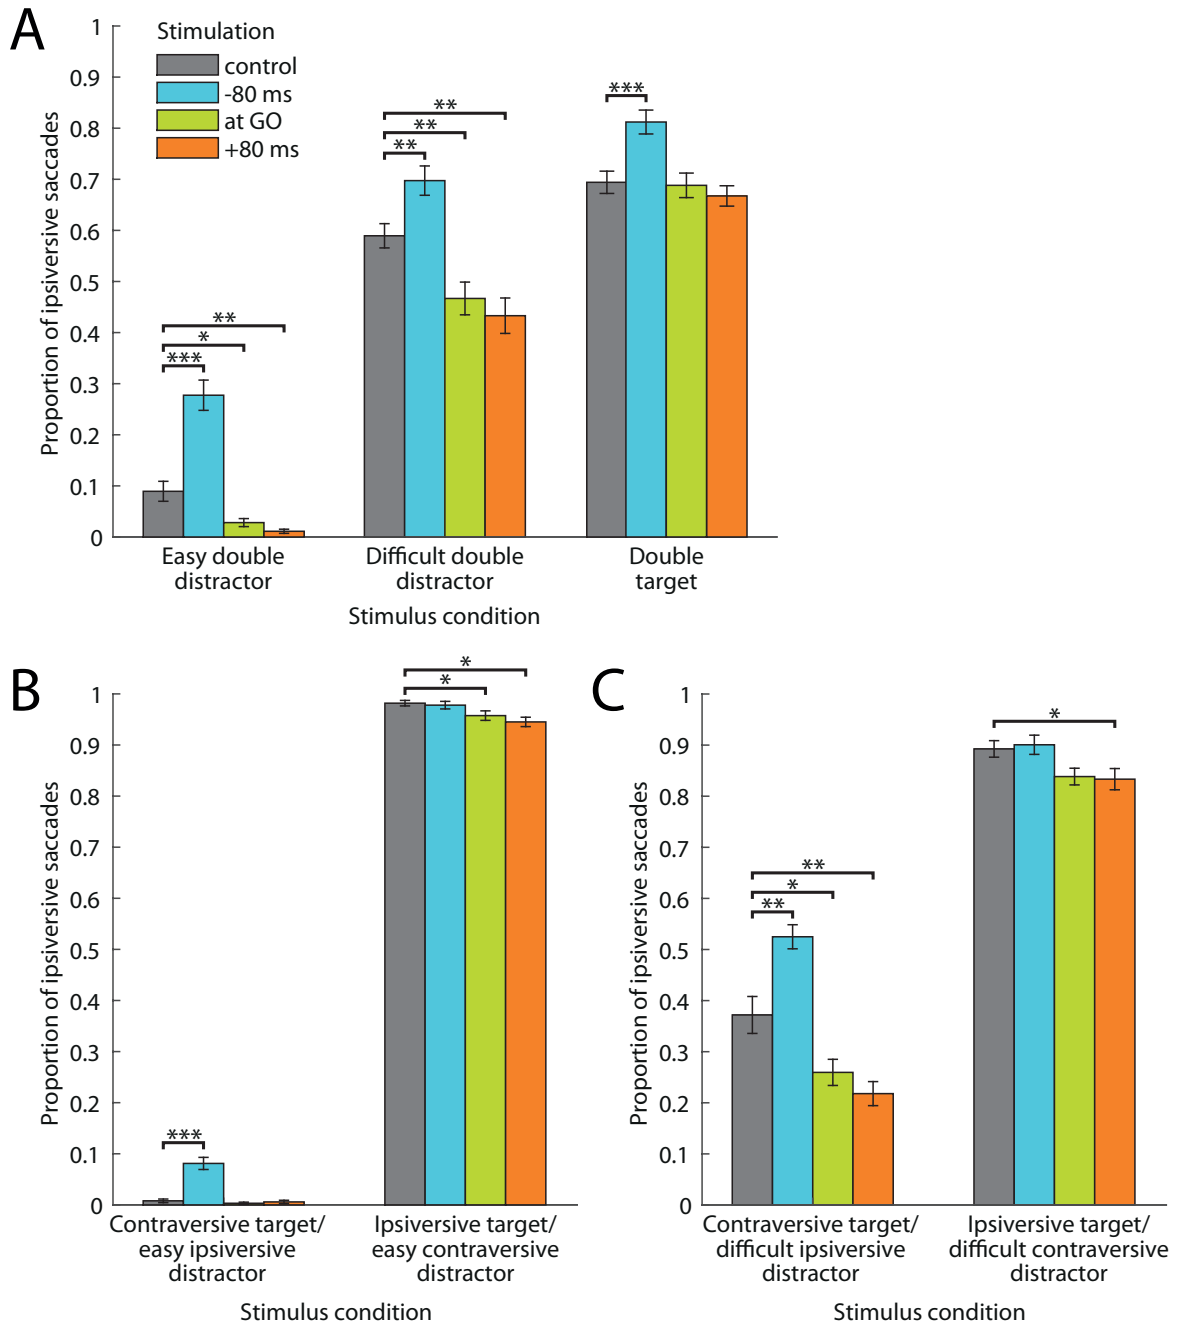 A
Stimulation
control
-80 ms
at GO
+80 ms
Proportion of ipsiversive saccades
1
0.9
0.8
0.7
0.6
0.5
0.4
0.3
0.2
0.1
0
***
*
**
**
**
**
***
Easy double
distractor
Difficult double
distractor
Double
target
Stimulus condition
B
Proportion of ipsiversive saccades
1
0.9
0.8
0.7
0.6
0.5
0.4
0.3
0.2
0.1
0
***
*
*
Contraversive target/
easy ipsiversive
distractor
Ipsiversive target/
easy contraversive
distractor
Stimulus condition
C
Proportion of ipsiversive saccades
1
0.9
0.8
0.7
0.6
0.5
0.4
0.3
0.2
0.1
0
**
*
**
*
Contraversive target/
difficult ipsiversive
distractor
Ipsiversive target/
difficult contraversive
distractor
Stimulus condition